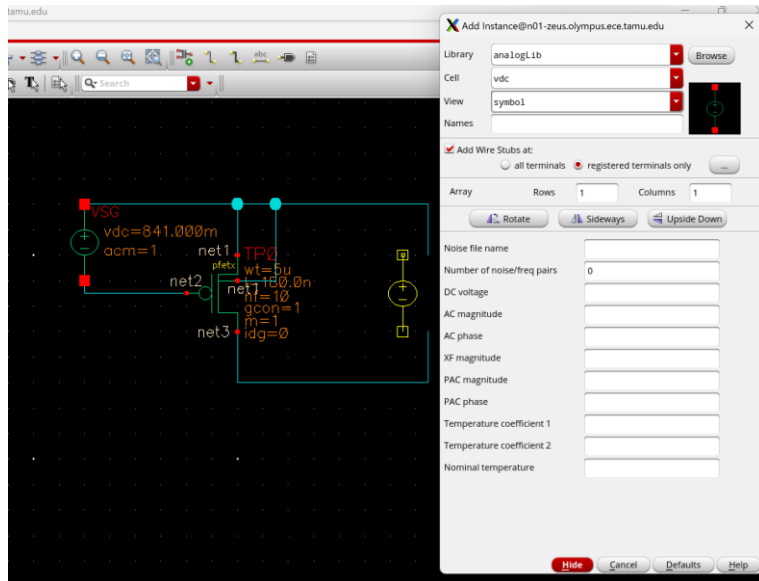 tamu.edu
abc
T
Search
VSG
vdc=841.000m
acm=1
net1 TP0
pfetx wt=5u
net2
net1
nf=10
gcon=1
m=1
net3 idg=0
Add Instance@n01-zeus.olympus.ece.tamu.edu
Library analogLib Browse
Cell vdc
View symbol
Names
Add Wire Stubs at:
all terminals registered terminals only ...
Array Rows 1 Columns 1
Rotate Sideways Upside Down
Noise file name
Number of noise/freq pairs 0
DC voltage
AC magnitude
AC phase
XF magnitude
PAC magnitude
PAC phase
Temperature coefficient 1
Temperature coefficient 2
Nominal temperature
Hide Cancel Defaults Help